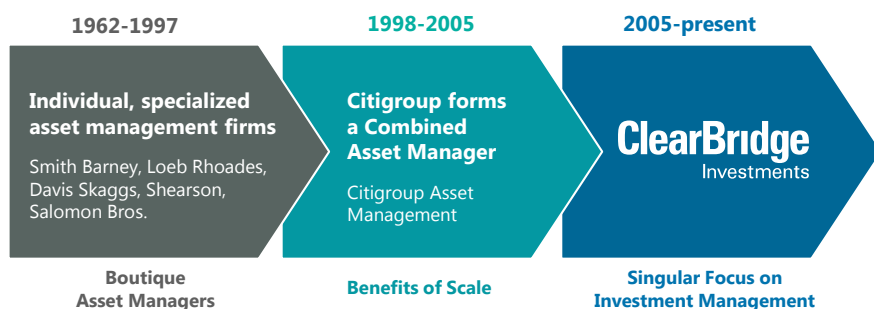 1962-1997
1998-2005
2005-present
Individual, specialized
asset management firms
Smith Barney, Loeb Rhoades,
Davis Skaggs, Shearson,
Salomon Bros.
Citigroup forms
a Combined
Asset Manager
Citigroup Asset
Management
ClearBridge
Investments
Boutique
Asset Managers
Benefits of Scale
Singular Focus on
Investment Management